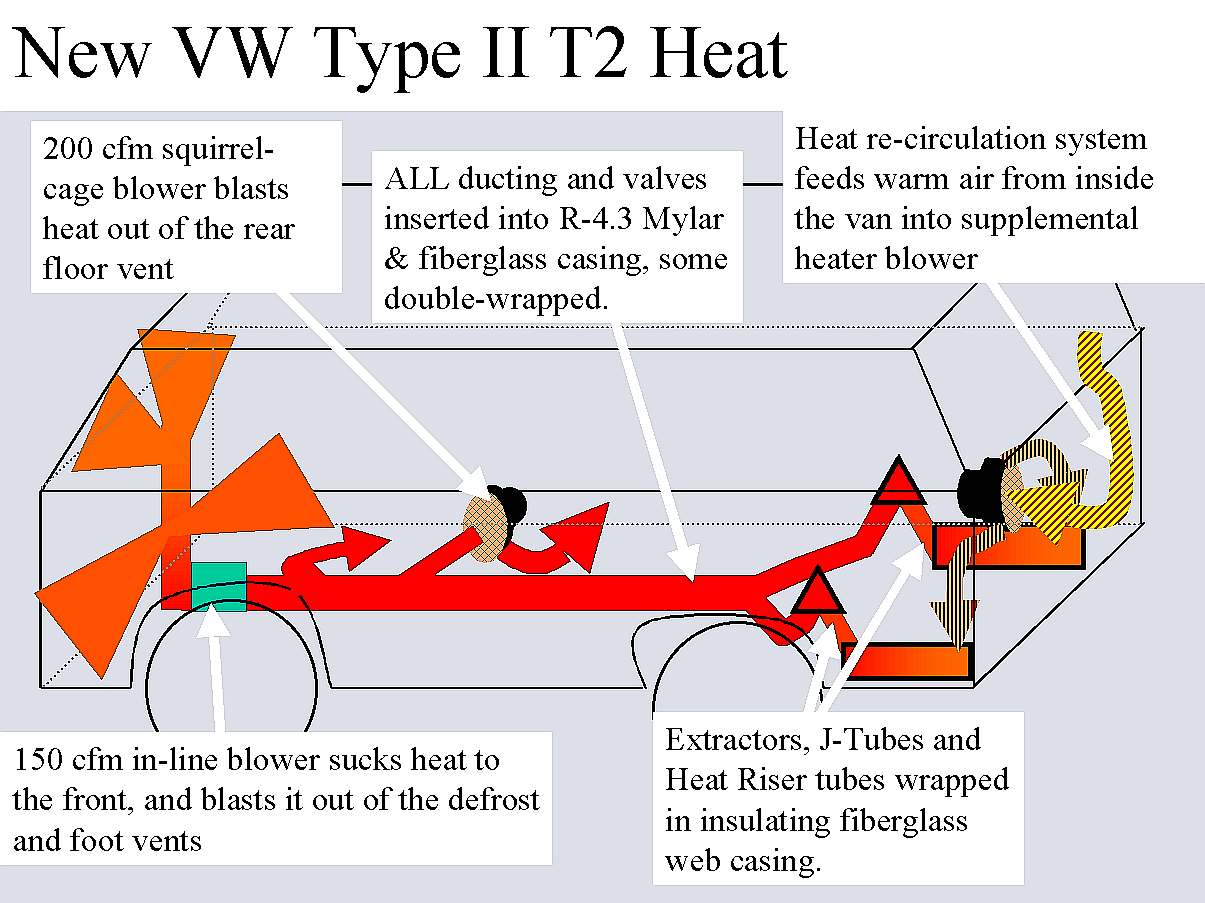 New VW Type II T2 Heat
200 cfm squirrel-
cage blower blasts
heat out of the rear
floor vent
ALL ducting and valves
inserted into R-4.3 Mylar
& fiberglass casing, some
double-wrapped.
Heat re-circulation system
feeds warm air from inside
the van into supplemental
heater blower
150 cfm in-line blower sucks heat to
the front, and blasts it out of the defrost
and foot vents
Extractors, J-Tubes and
Heat Riser tubes wrapped
in insulating fiberglass
web casing.